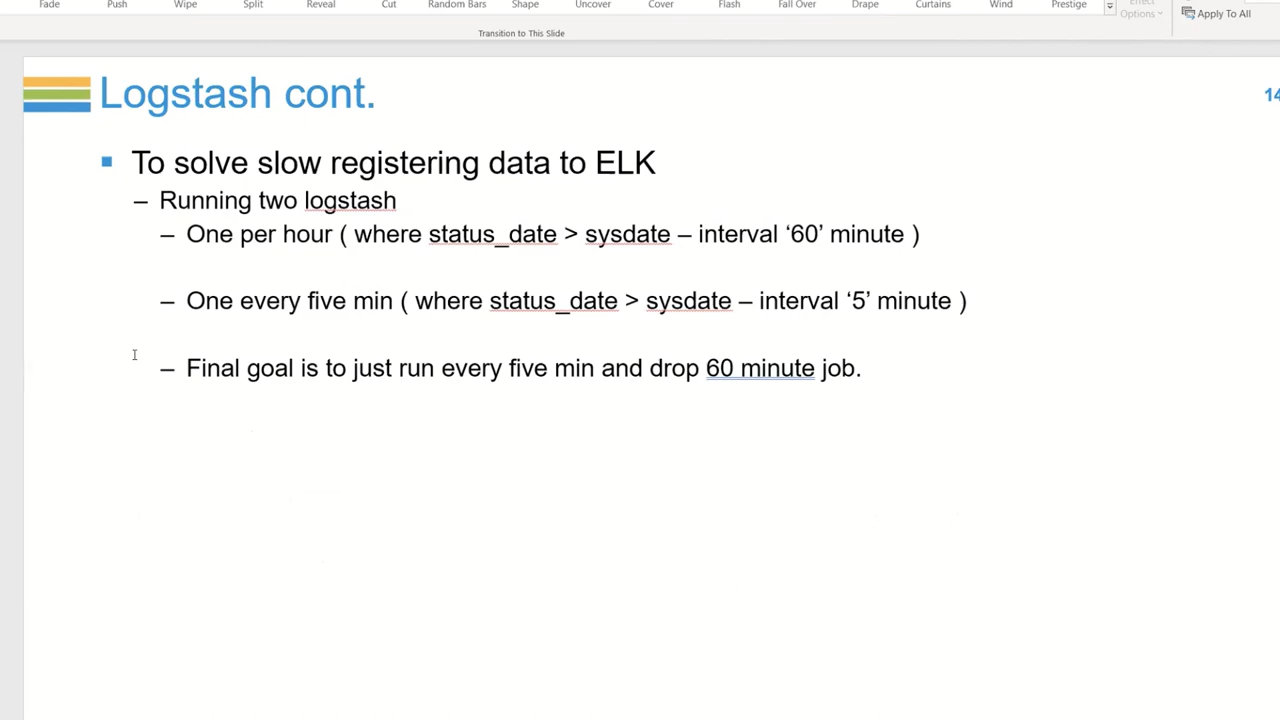 Fade Push Wipe Split Reveal Cut Random Bars Shape Uncover Cover Flash Fall Over Drape Curtains Wind Prestige
Effect
Options
Apply To All
Transition to This Slide
Logstash cont.
14
To solve slow registering data to ELK
– Running two logstash
– One per hour ( where status_date > sysdate – interval ‘60’ minute )
– One every five min ( where status_date > sysdate – interval ‘5’ minute )
– Final goal is to just run every five min and drop 60 minute job.